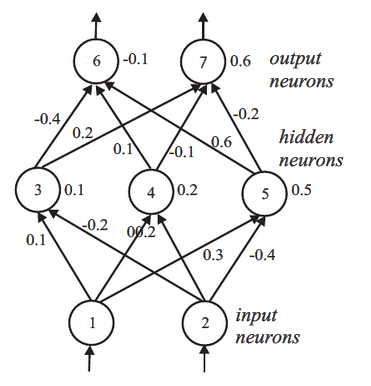 6 -0.1 7 0.6 output
neurons
-0.4 0.2 0.1 -0.1 0.6 -0.2
hidden
neurons
3 0.1 4 0.2 5 0.5
0.1 -0.2 00.2 0.3 -0.4
1 2 input
neurons